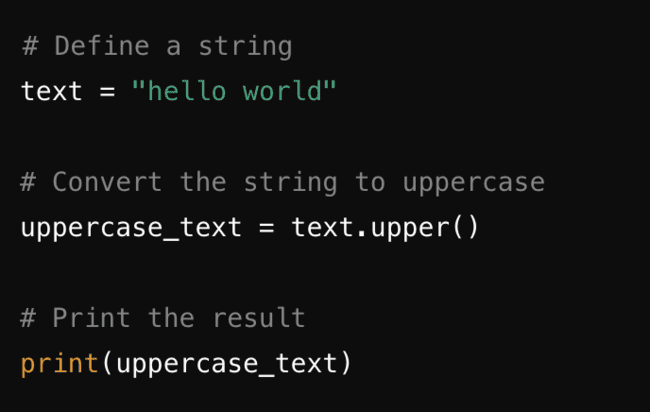 # Define a string
text = "hello world"
# Convert the string to uppercase
uppercase_text = text.upper()
# Print the result
print(uppercase_text)